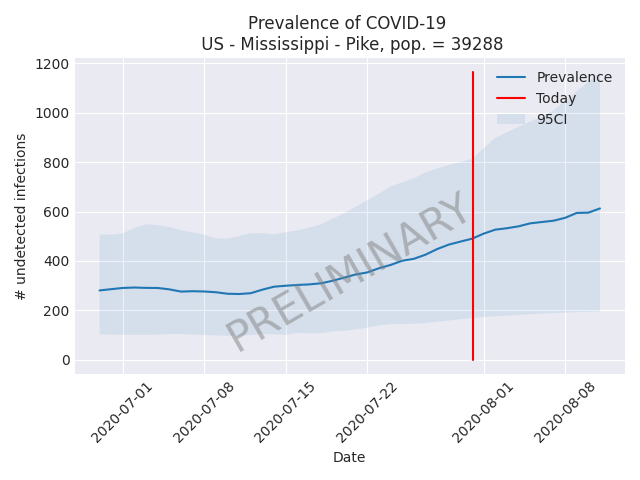 Prevalence of COVID-19
US - Mississippi - Pike, pop. = 39288
# undetected infections
1200
1000
800
600
400
200
0
Prevalence
Today
95CI
PRELIMINARY
2020-07-01
2020-07-08
2020-07-15
2020-07-22
2020-08-01
2020-08-08
Date